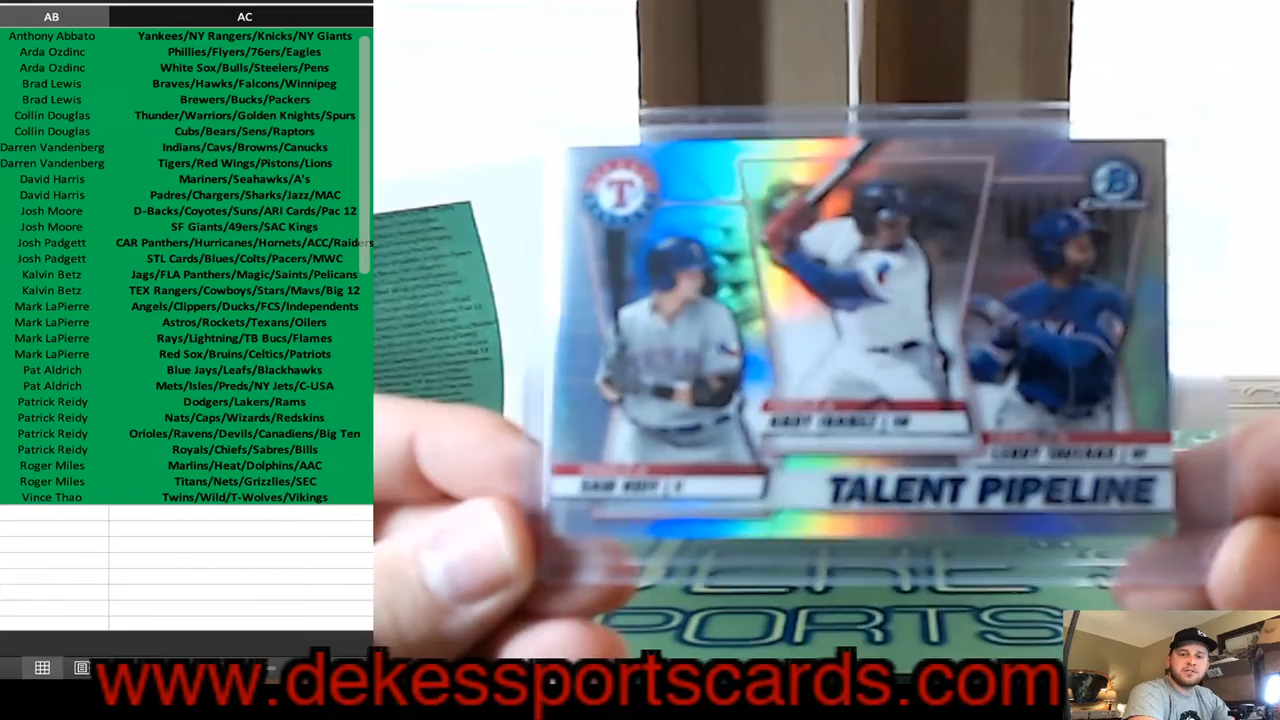 AB AC
Anthony Abbato Yankees/NY Rangers/Knicks/NY Giants
Arda Ozdinc Phillies/Flyers/76ers/Eagles
Arda Ozdinc White Sox/Bulls/Steelers/Pens
Brad Lewis Braves/Hawks/Falcons/Winnipeg
Brad Lewis Brewers/Bucks/Packers
Collin Douglas Thunder/Warriors/Golden Knights/Spurs
Collin Douglas Cubs/Bears/Sens/Raptors
Darren Vandenberg Indians/Cavs/Browns/Canucks
Darren Vandenberg Tigers/Red Wings/Pistons/Lions
David Harris Mariners/Seahawks/A's
David Harris Padres/Chargers/Sharks/Jazz/MAC
Josh Moore D-Backs/Coyotes/Suns/ARI Cards/Pac 12
Josh Moore SF Giants/49ers/SAC Kings
Josh Padgett CAR Panthers/Hurricanes/Hornets/ACC/Raiders
Josh Padgett STL Cards/Blues/Colts/Pacers/MWC
Kalvin Betz Jags/FLA Panthers/Magic/Saints/Pelicans
Kalvin Betz TEX Rangers/Cowboys/Stars/Mavs/Big 12
Mark LaPierre Angels/Clippers/Ducks/FCS/Independents
Mark LaPierre Astros/Rockets/Texans/Oilers
Mark LaPierre Rays/Lightning/TB Bucs/Flames
Mark LaPierre Red Sox/Bruins/Celtics/Patriots
Pat Aldrich Blue Jays/Leafs/Blackhawks
Pat Aldrich Mets/Isles/Preds/NY Jets/C-USA
Patrick Reidy Dodgers/Lakers/Rams
Patrick Reidy Nats/Caps/Wizards/Redskins
Patrick Reidy Orioles/Ravens/Devils/Canadiens/Big Ten
Patrick Reidy Royals/Chiefs/Sabres/Bills
Roger Miles Marlins/Heat/Dolphins/AAC
Roger Miles Titans/Nets/Grizzlies/SEC
Vince Thao Twins/Wild/T-Wolves/Vikings
T
TALENT PIPELINE
PORTS
www.dekessportscards.com